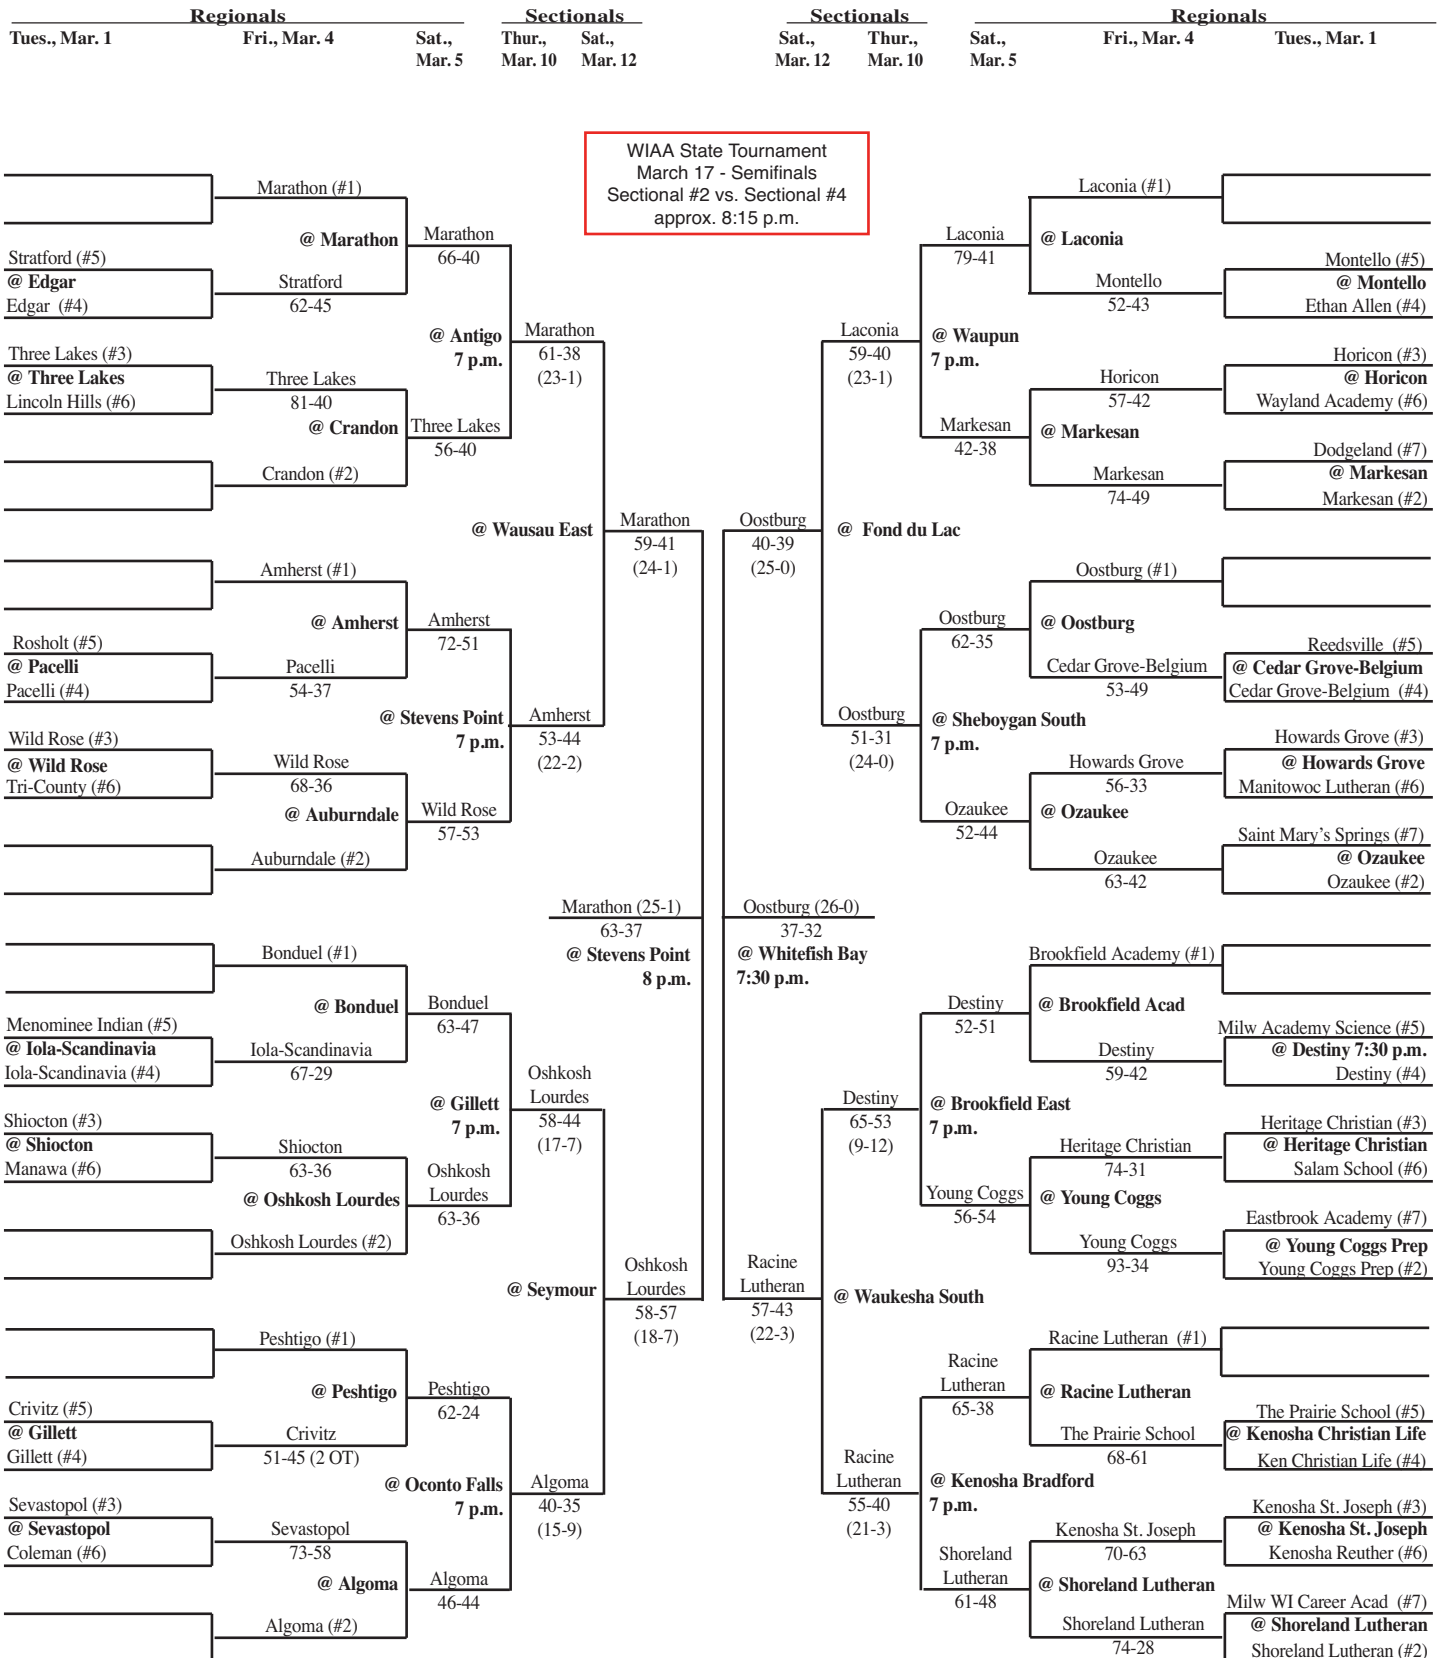 Regionals
Sectionals
Sectionals
Regionals
Tues., Mar. 1
Fri., Mar. 4
Sat.,
Mar. 5
Thur.,
Mar. 10
Sat.,
Mar. 12
Sat.,
Mar. 12
Thur.,
Mar. 10
Sat.,
Mar. 5
Fri., Mar. 4
Tues., Mar. 1
WIAA State Tournament
March 17 - Semifinals
Sectional #2 vs. Sectional #4
approx. 8:15 p.m.
Marathon (#1)
@ Marathon
Marathon
66-40
Stratford (#5)
@ Edgar
Edgar (#4)
Stratford
62-45
@ Antigo
7 p.m.
Marathon
61-38
(23-1)
Three Lakes (#3)
@ Three Lakes
Lincoln Hills (#6)
Three Lakes
81-40
@ Crandon
Three Lakes
56-40
Crandon (#2)
@ Wausau East
Marathon
59-41
(24-1)
Amherst (#1)
@ Amherst
Amherst
72-51
Rosholt (#5)
@ Pacelli
Pacelli (#4)
Pacelli
54-37
@ Stevens Point
7 p.m.
Amherst
53-44
(22-2)
Wild Rose (#3)
@ Wild Rose
Tri-County (#6)
Wild Rose
68-36
@ Auburndale
Wild Rose
57-53
Auburndale (#2)
Marathon (25-1)
63-37
@ Stevens Point
8 p.m.
Bonduel (#1)
@ Bonduel
Bonduel
63-47
Menominee Indian (#5)
@ Iola-Scandinavia
Iola-Scandinavia (#4)
Iola-Scandinavia
67-29
@ Gillett
7 p.m.
Oshkosh
Lourdes
58-44
(17-7)
Shiocton (#3)
@ Shiocton
Manawa (#6)
Shiocton
63-36
@ Oshkosh Lourdes
Oshkosh
Lourdes
63-36
Oshkosh Lourdes (#2)
@ Seymour
Oshkosh
Lourdes
58-57
(18-7)
Peshtigo (#1)
@ Peshtigo
Peshtigo
62-24
Crivitz (#5)
@ Gillett
Gillett (#4)
Crivitz
51-45 (2 OT)
@ Oconto Falls
7 p.m.
Algoma
40-35
(15-9)
Sevastopol (#3)
@ Sevastopol
Coleman (#6)
Sevastopol
73-58
@ Algoma
Algoma
46-44
Algoma (#2)
Laconia (#1)
Laconia
79-41
@ Laconia
Montello (#5)
@ Montello
Ethan Allen (#4)
Montello
52-43
Laconia
59-40
(23-1)
@ Waupun
7 p.m.
Horicon (#3)
@ Horicon
Wayland Academy (#6)
Horicon
57-42
Markesan
42-38
@ Markesan
Dodgeland (#7)
@ Markesan
Markesan (#2)
Markesan
74-49
Oostburg
40-39
(25-0)
@ Fond du Lac
Oostburg (#1)
Oostburg
62-35
@ Oostburg
Reedsville (#5)
@ Cedar Grove-Belgium
Cedar Grove-Belgium (#4)
Cedar Grove-Belgium
53-49
Oostburg
51-31
(24-0)
@ Sheboygan South
7 p.m.
Howards Grove (#3)
@ Howards Grove
Manitowoc Lutheran (#6)
Howards Grove
56-33
Ozaukee
52-44
@ Ozaukee
Saint Mary's Springs (#7)
@ Ozaukee
Ozaukee (#2)
Ozaukee
63-42
Oostburg (26-0)
37-32
@ Whitefish Bay
7:30 p.m.
Brookfield Academy (#1)
Destiny
52-51
@ Brookfield Acad
Milw Academy Science (#5)
@ Destiny 7:30 p.m.
Destiny (#4)
Destiny
59-42
Destiny
65-53
(9-12)
@ Brookfield East
7 p.m.
Heritage Christian (#3)
@ Heritage Christian
Salam School (#6)
Heritage Christian
74-31
Young Coggs
56-54
@ Young Coggs
Eastbrook Academy (#7)
@ Young Coggs Prep
Young Coggs Prep (#2)
Young Coggs
93-34
Racine
Lutheran
57-43
(22-3)
@ Waukesha South
Racine Lutheran (#1)
Racine
Lutheran
65-38
@ Racine Lutheran
The Prairie School (#5)
@ Kenosha Christian Life
Ken Christian Life (#4)
The Prairie School
68-61
Racine
Lutheran
55-40
(21-3)
@ Kenosha Bradford
7 p.m.
Kenosha St. Joseph (#3)
@ Kenosha St. Joseph
Kenosha Reuther (#6)
Kenosha St. Joseph
70-63
Shoreland
Lutheran
61-48
@ Shoreland Lutheran
Milw WI Career Acad (#7)
@ Shoreland Lutheran
Shoreland Lutheran (#2)
Shoreland Lutheran
74-28